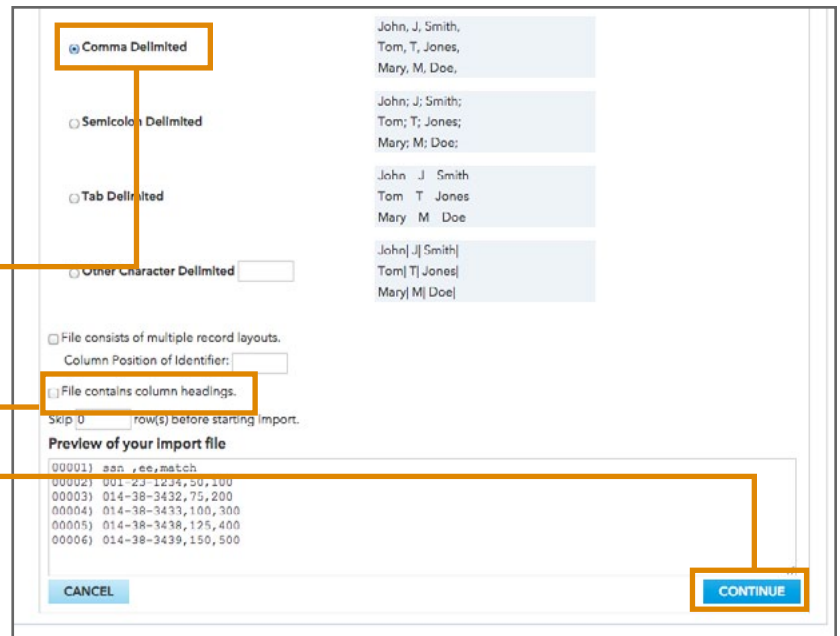 Comma Delimited
John, J, Smith,
Tom, T, Jones,
Mary, M, Doe,
Semicolon Delimited
John; J; Smith;
Tom; T; Jones;
Mary; M; Doe;
Tab Delimited
John J Smith
Tom T Jones
Mary M Doe
Other Character Delimited
John| J| Smith|
Tom| T| Jones|
Mary| M| Doe|
File consists of multiple record layouts.
Column Position of Identifier:
File contains column headings.
Skip 0 row(s) before starting import.
Preview of your import file
00001) ssn ,ee,match
00002) 001-23-1234,50,100
00003) 014-38-3432,75,200
00004) 014-38-3433,100,300
00005) 014-38-3438,125,400
00006) 014-38-3439,150,500
CANCEL
CONTINUE